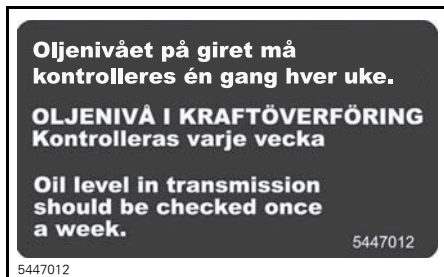 Oljenivået på giret må
kontrolleres én gang hver uke.
OLJENIVÅ I KRAFTÖVERFÖRING
Kontrolleras varje vecka
Oil level in transmission
should be checked once
a week.
5447012
5447012